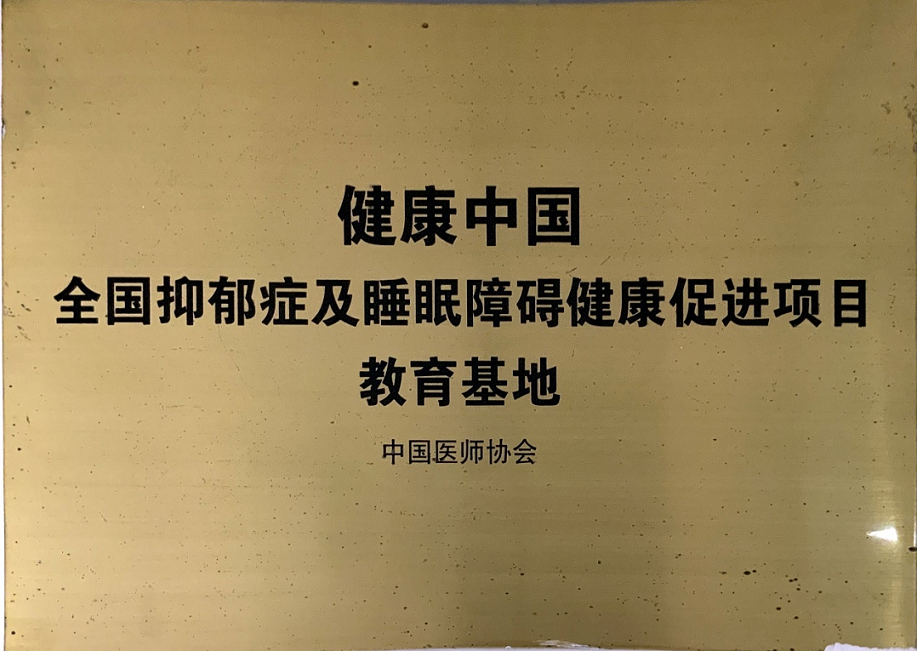 健康中国
全国抑郁症及睡眠障碍健康促进项目
教育基地
中国医师协会